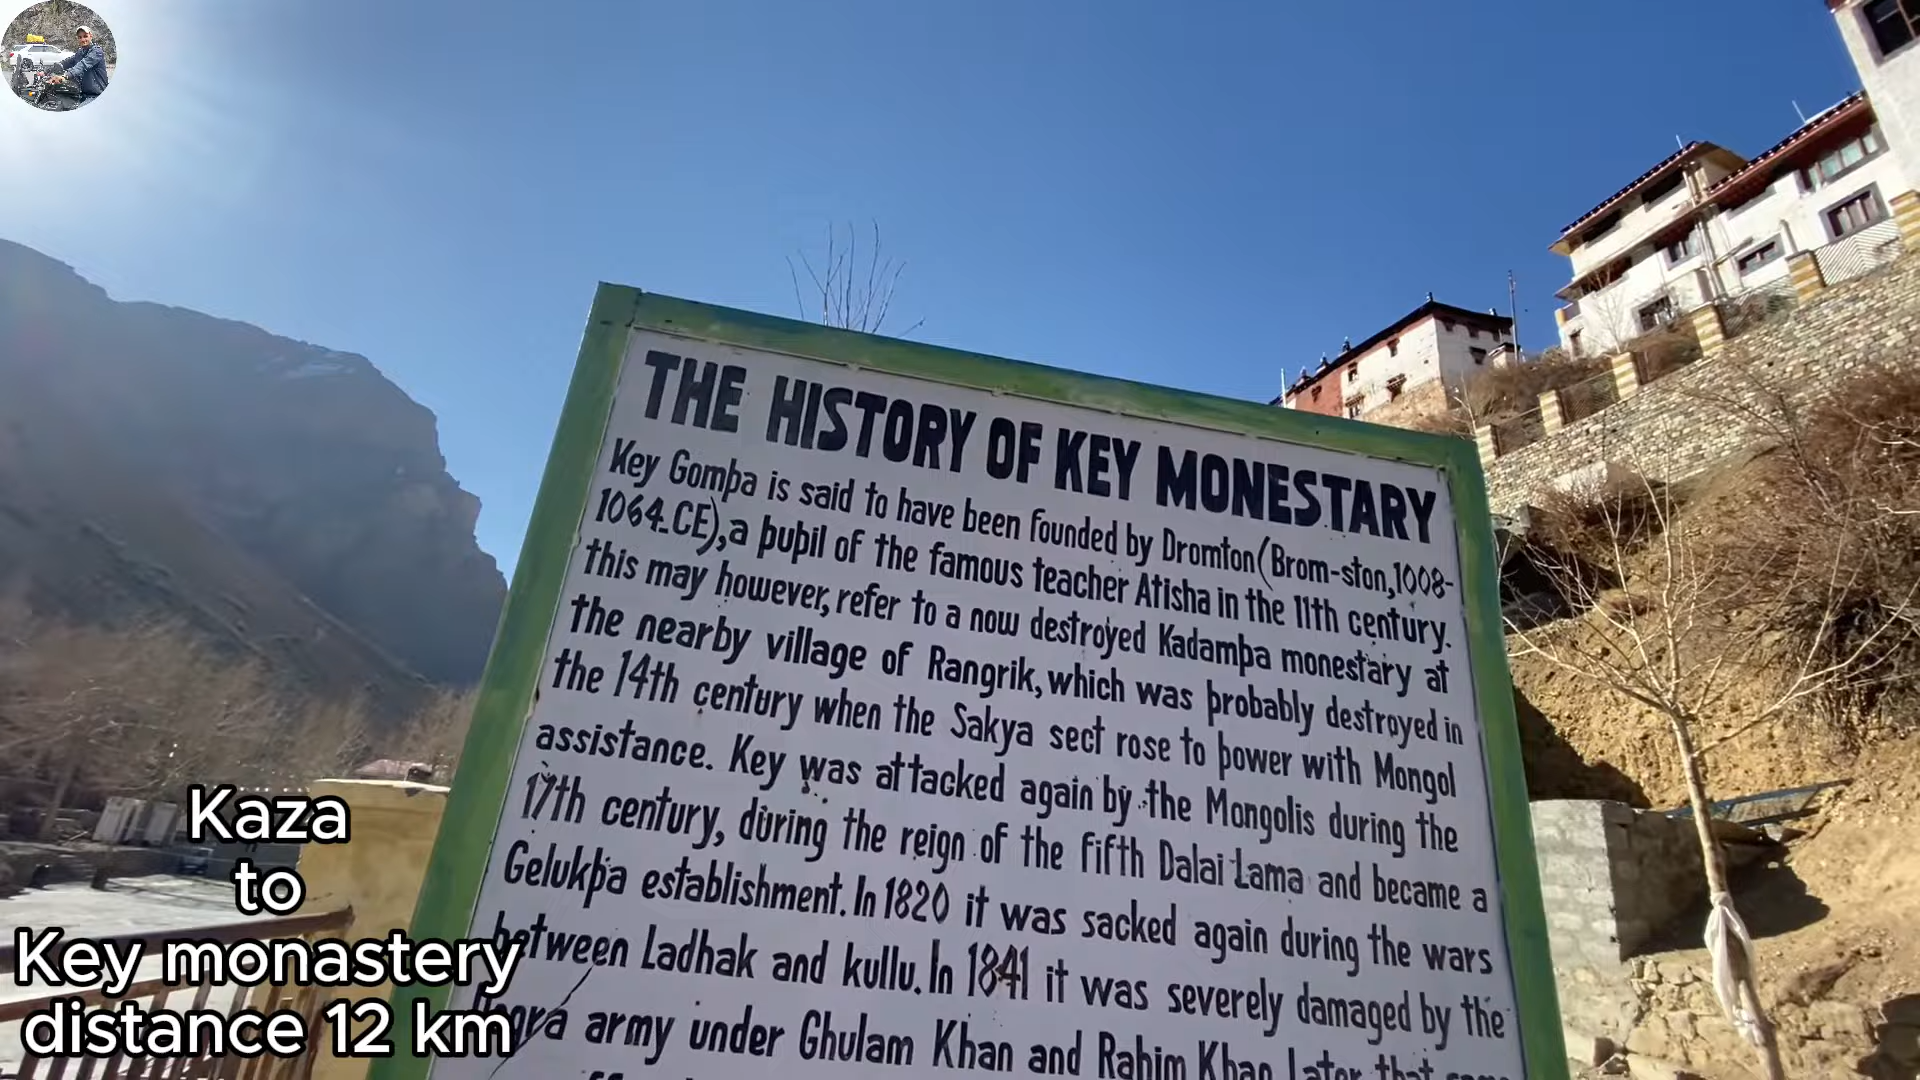 THE HISTORY OF KEY MONESTARY
Key Gompa is said to have been founded by Dromton(Brom-ston,1008-
1064-CE),a pupil of the famous teacher Atisha in the 11th century.
this may however, refer to a now destroyed Kadampa monestary at
the nearby village of Rangrik, which was probably destroyed in
the 14th century when the Sakya sect rose to power with Mongol
assistance. Key was attacked again by the Mongolis during the
17th century, during the reign of the fifth Dalai Lama and became a
Gelukpa establishment. In 1820 it was sacked again during the wars
between Ladhak and kullu. In 1841 it was severely damaged by the
Dogra army under Ghulam Khan and Rahim Khan Later that
Kaza
to
Key monastery
distance 12 km